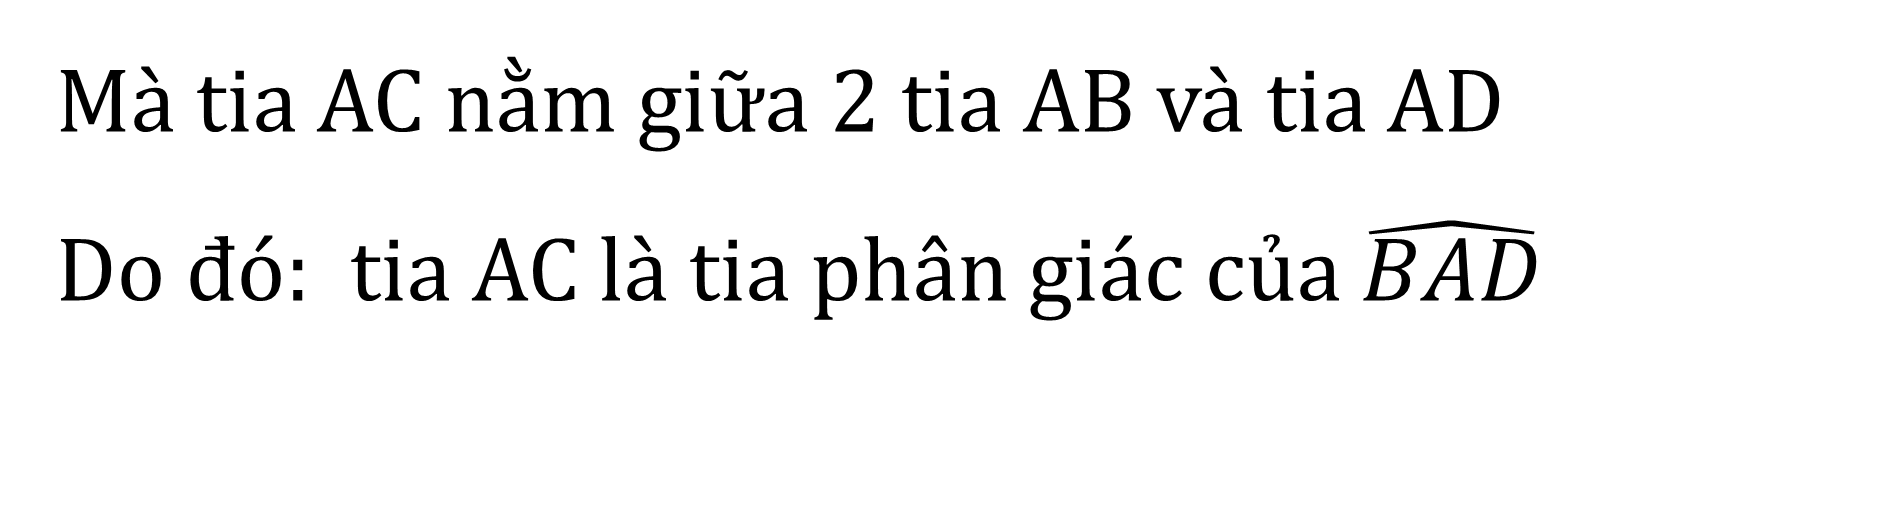 Mà tia AC nằm giữa 2 tia AB và tia AD
Do đó: tia AC là tia phân giác của $\widehat{BAD}$